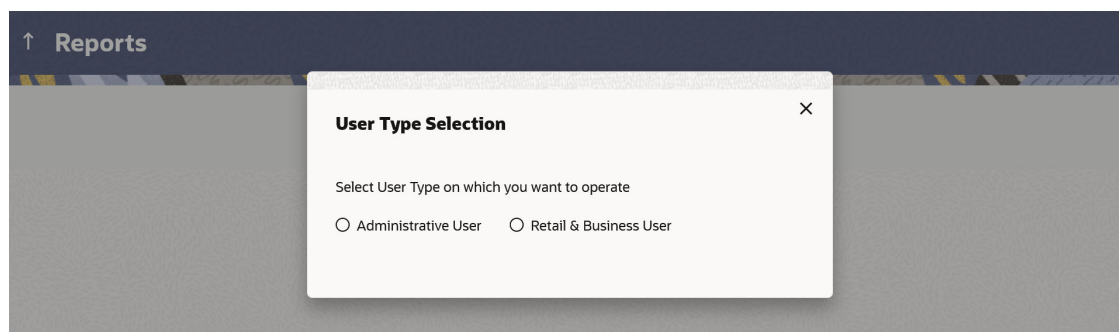 Reports
User Type Selection
Select User Type on which you want to operate
Administrative User Retail & Business User